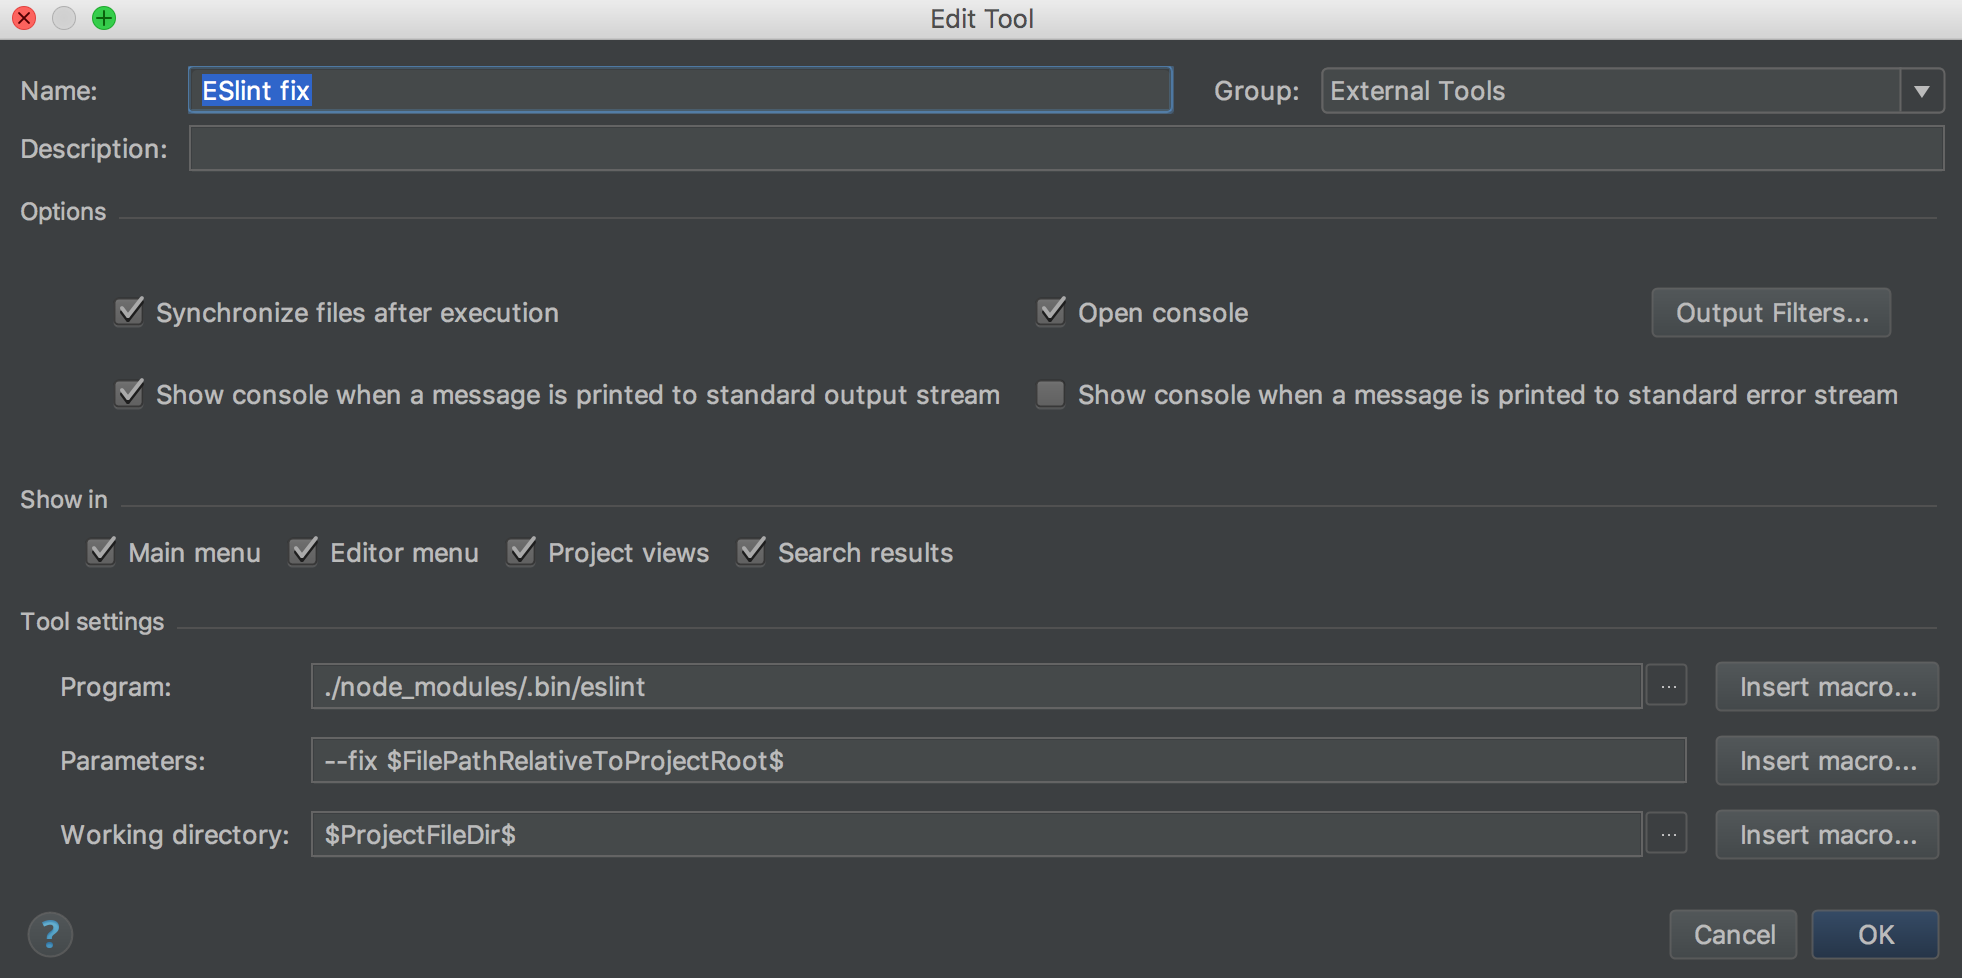 Edit Tool
Name: ESlint fix Group: External Tools
Description:
Options
Synchronize files after execution Open console Output Filters...
Show console when a message is printed to standard output stream Show console when a message is printed to standard error stream
Show in
Main menu Editor menu Project views Search results
Tool settings
Program: ./node_modules/.bin/eslint ... Insert macro...
Parameters: --fix $FilePathRelativeToProjectRoot$ Insert macro...
Working directory: $ProjectFileDir$ ... Insert macro...
? Cancel OK